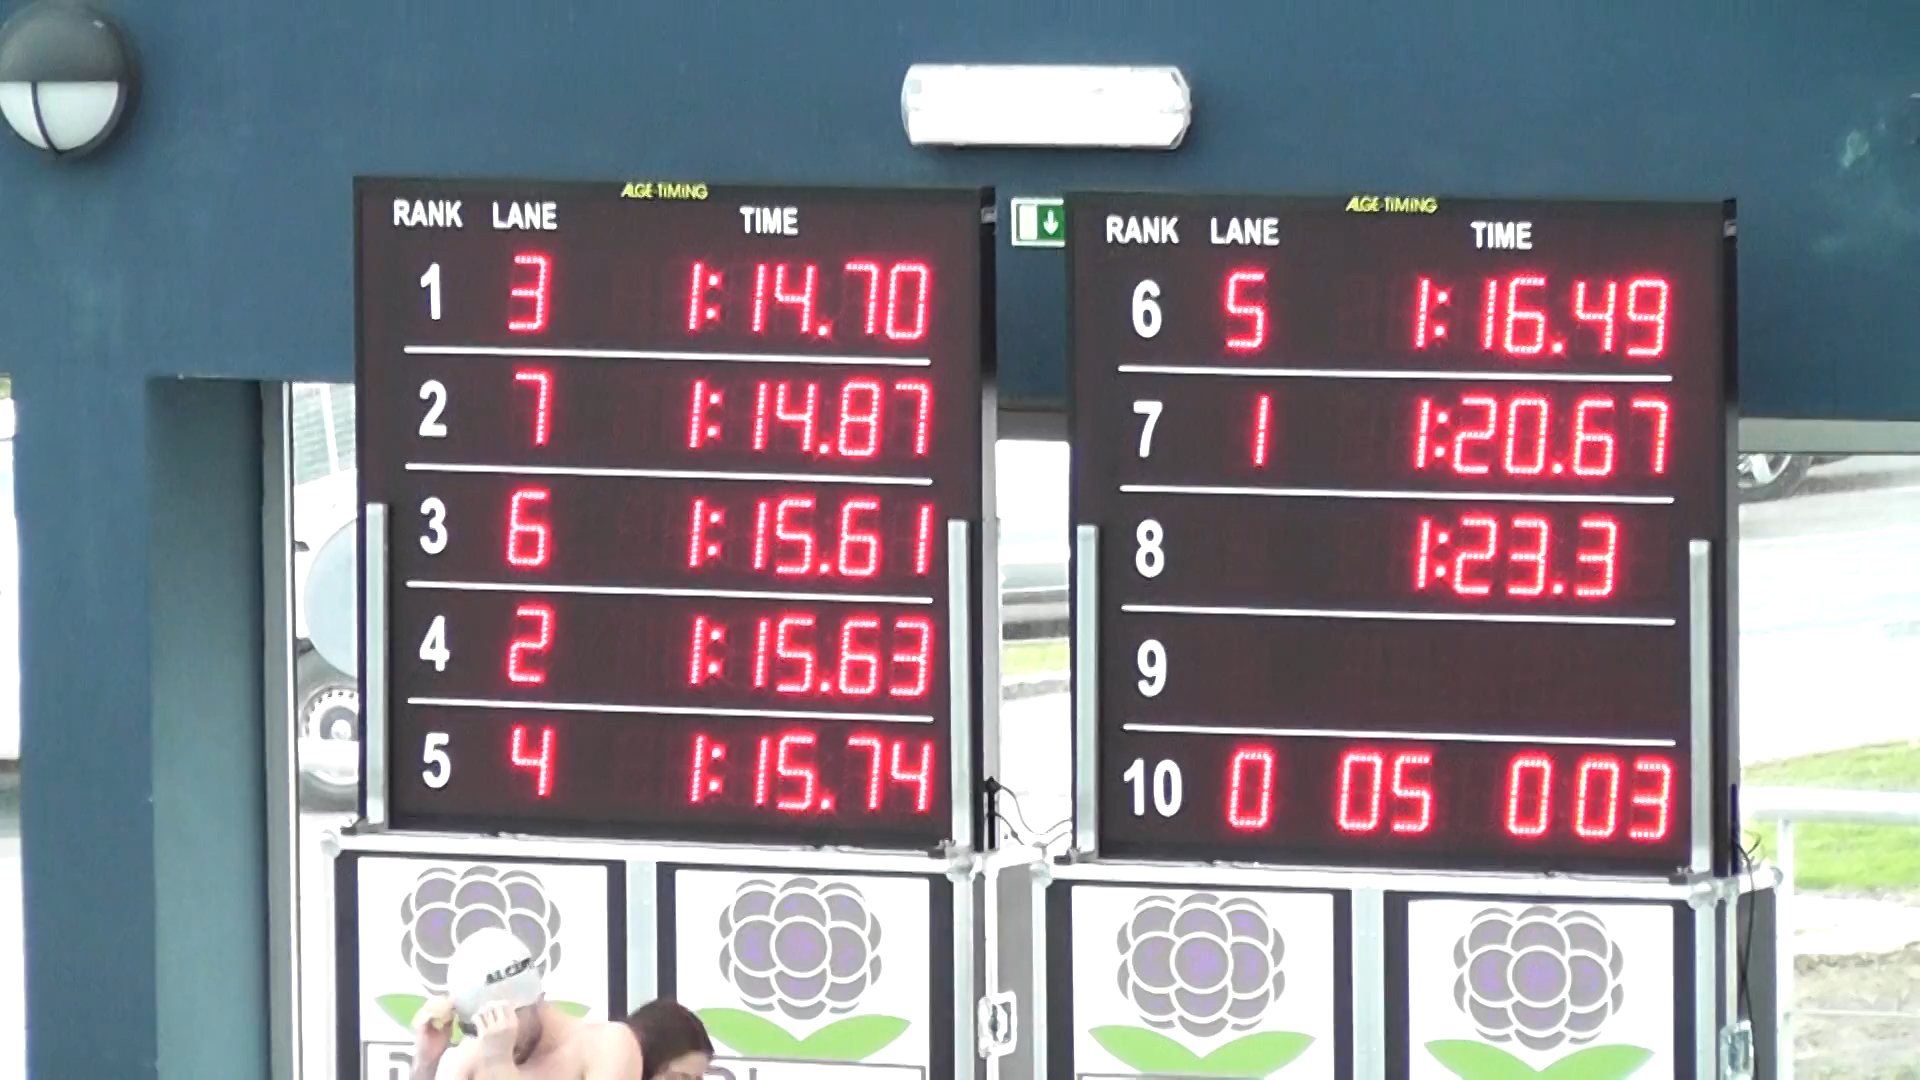 ALGE-TIMING
RANK LANE TIME
1 3 1:14.70
2 7 1:14.87
3 6 1:15.61
4 2 1:15.63
5 4 1:15.74
ALGE-TIMING
RANK LANE TIME
6 5 1:16.49
7 1 1:20.67
8 1:23.3
9
10 0 05 0 03